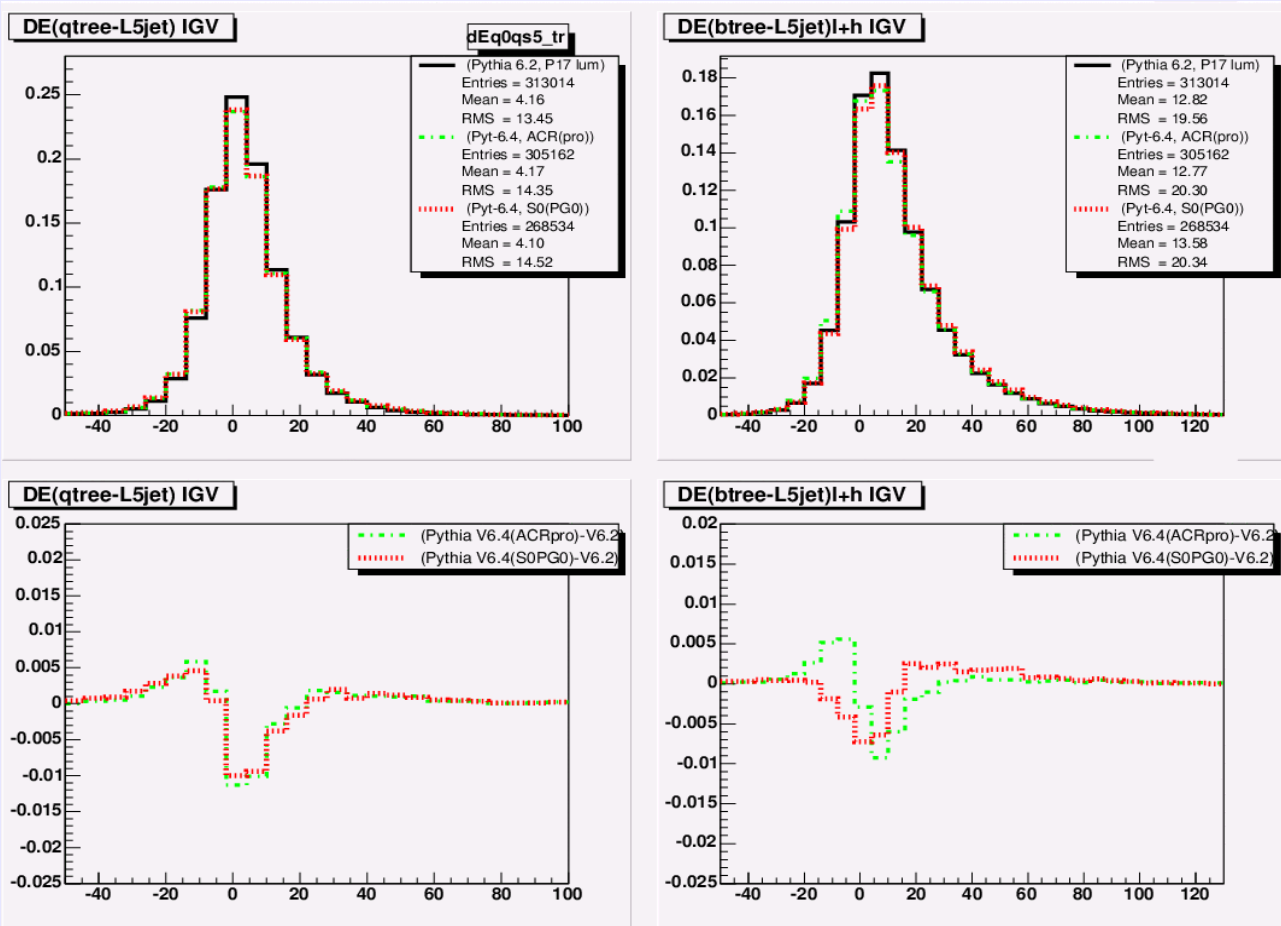 DE(qtree-L5jet) IGV
dEq0qs5_tr
(Pythia 6.2, P17 lum)
Entries = 313014
Mean = 4.16
RMS = 13.45
(Pyt-6.4, ACR(pro))
Entries = 305162
Mean = 4.17
RMS = 14.35
(Pyt-6.4, S0(PG0))
Entries = 268534
Mean = 4.10
RMS = 14.52
0.25
0.2
0.15
0.1
0.05
0
-40 -20 0 20 40 60 80 100
DE(btree-L5jet)l+h IGV
(Pythia 6.2, P17 lum)
Entries = 313014
Mean = 12.82
RMS = 19.56
(Pyt-6.4, ACR(pro))
Entries = 305162
Mean = 12.77
RMS = 20.30
(Pyt-6.4, S0(PG0))
Entries = 268534
Mean = 13.58
RMS = 20.34
0.18
0.16
0.14
0.12
0.1
0.08
0.06
0.04
0.02
0
-40 -20 0 20 40 60 80 100 120
DE(qtree-L5jet) IGV
(Pythia V6.4(ACRpro)-V6.2)
(Pythia V6.4(S0PG0)-V6.2)
0.025
0.02
0.015
0.01
0.005
0
-0.005
-0.01
-0.015
-0.02
-0.025
-40 -20 0 20 40 60 80 100
DE(btree-L5jet)l+h IGV
(Pythia V6.4(ACRpro)-V6.2
(Pythia V6.4(S0PG0)-V6.2)
0.02
0.015
0.01
0.005
0
-0.005
-0.01
-0.015
-0.02
-0.025
-40 -20 0 20 40 60 80 100 120